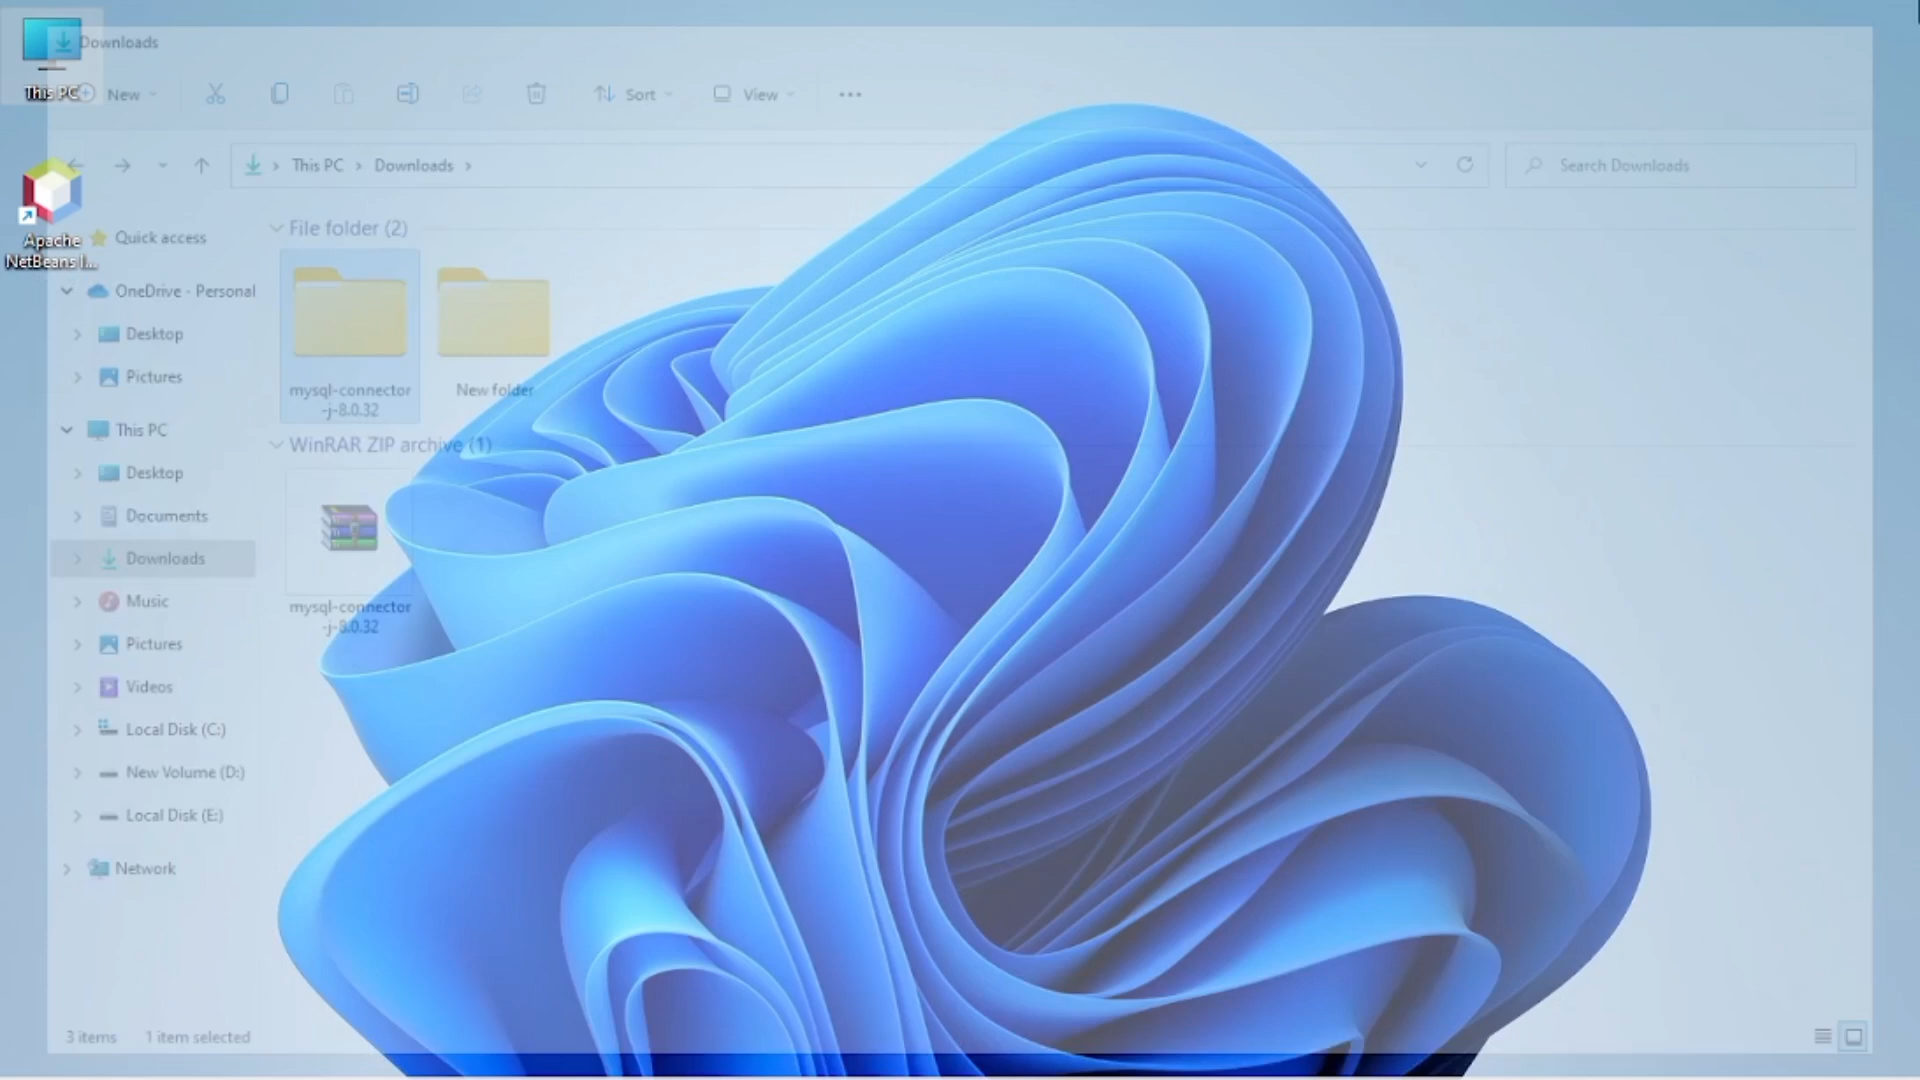 Downloads
This PC
New
Sort
View
This PC
Downloads
Search Downloads
Apache
NetBeans I...
Quick access
OneDrive - Personal
Desktop
Pictures
This PC
Desktop
Documents
Downloads
Music
Pictures
Videos
Local Disk (C:)
New Volume (D:)
Local Disk (E:)
Network
File folder (2)
mysql-connector
-j-8.0.32
New folder
WinRAR ZIP archive (1)
mysql-connector
-j-8.0.32
3 items
1 item selected